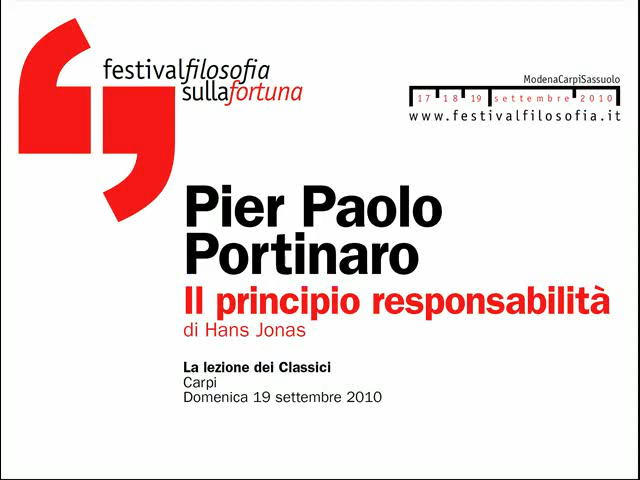 festivalfilosofia
sullafortuna
ModenaCarpiSassuolo
17 18 19 settembre 2010
www.festivalfilosofia.it
Pier Paolo
Portinaro
Il principio responsabilità
di Hans Jonas
La lezione dei Classici
Carpi
Domenica 19 settembre 2010